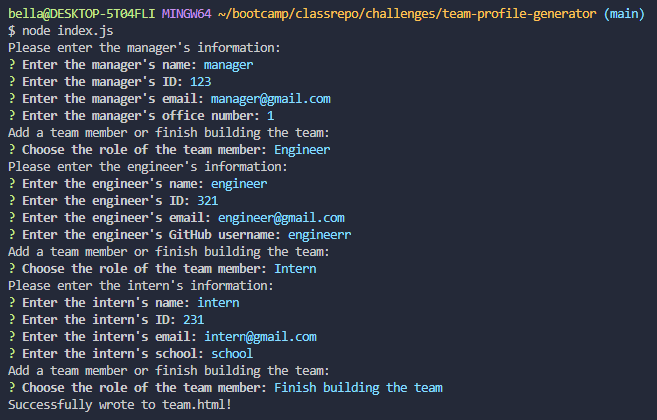 bella@DESKTOP-5T04FLI MINGW64 ~/bootcamp/classrepo/challenges/team-profile-generator (main)
$ node index.js
Please enter the manager's information:
? Enter the manager's name: manager
? Enter the manager's ID: 123
? Enter the manager's email: manager@gmail.com
? Enter the manager's office number: 1
Add a team member or finish building the team:
? Choose the role of the team member: Engineer
Please enter the engineer's information:
? Enter the engineer's name: engineer
? Enter the engineer's ID: 321
? Enter the engineer's email: engineer@gmail.com
? Enter the engineer's GitHub username: engineerr
Add a team member or finish building the team:
? Choose the role of the team member: Intern
Please enter the intern's information:
? Enter the intern's name: intern
? Enter the intern's ID: 231
? Enter the intern's email: intern@gmail.com
? Enter the intern's school: school
Add a team member or finish building the team:
? Choose the role of the team member: Finish building the team
Successfully wrote to team.html!